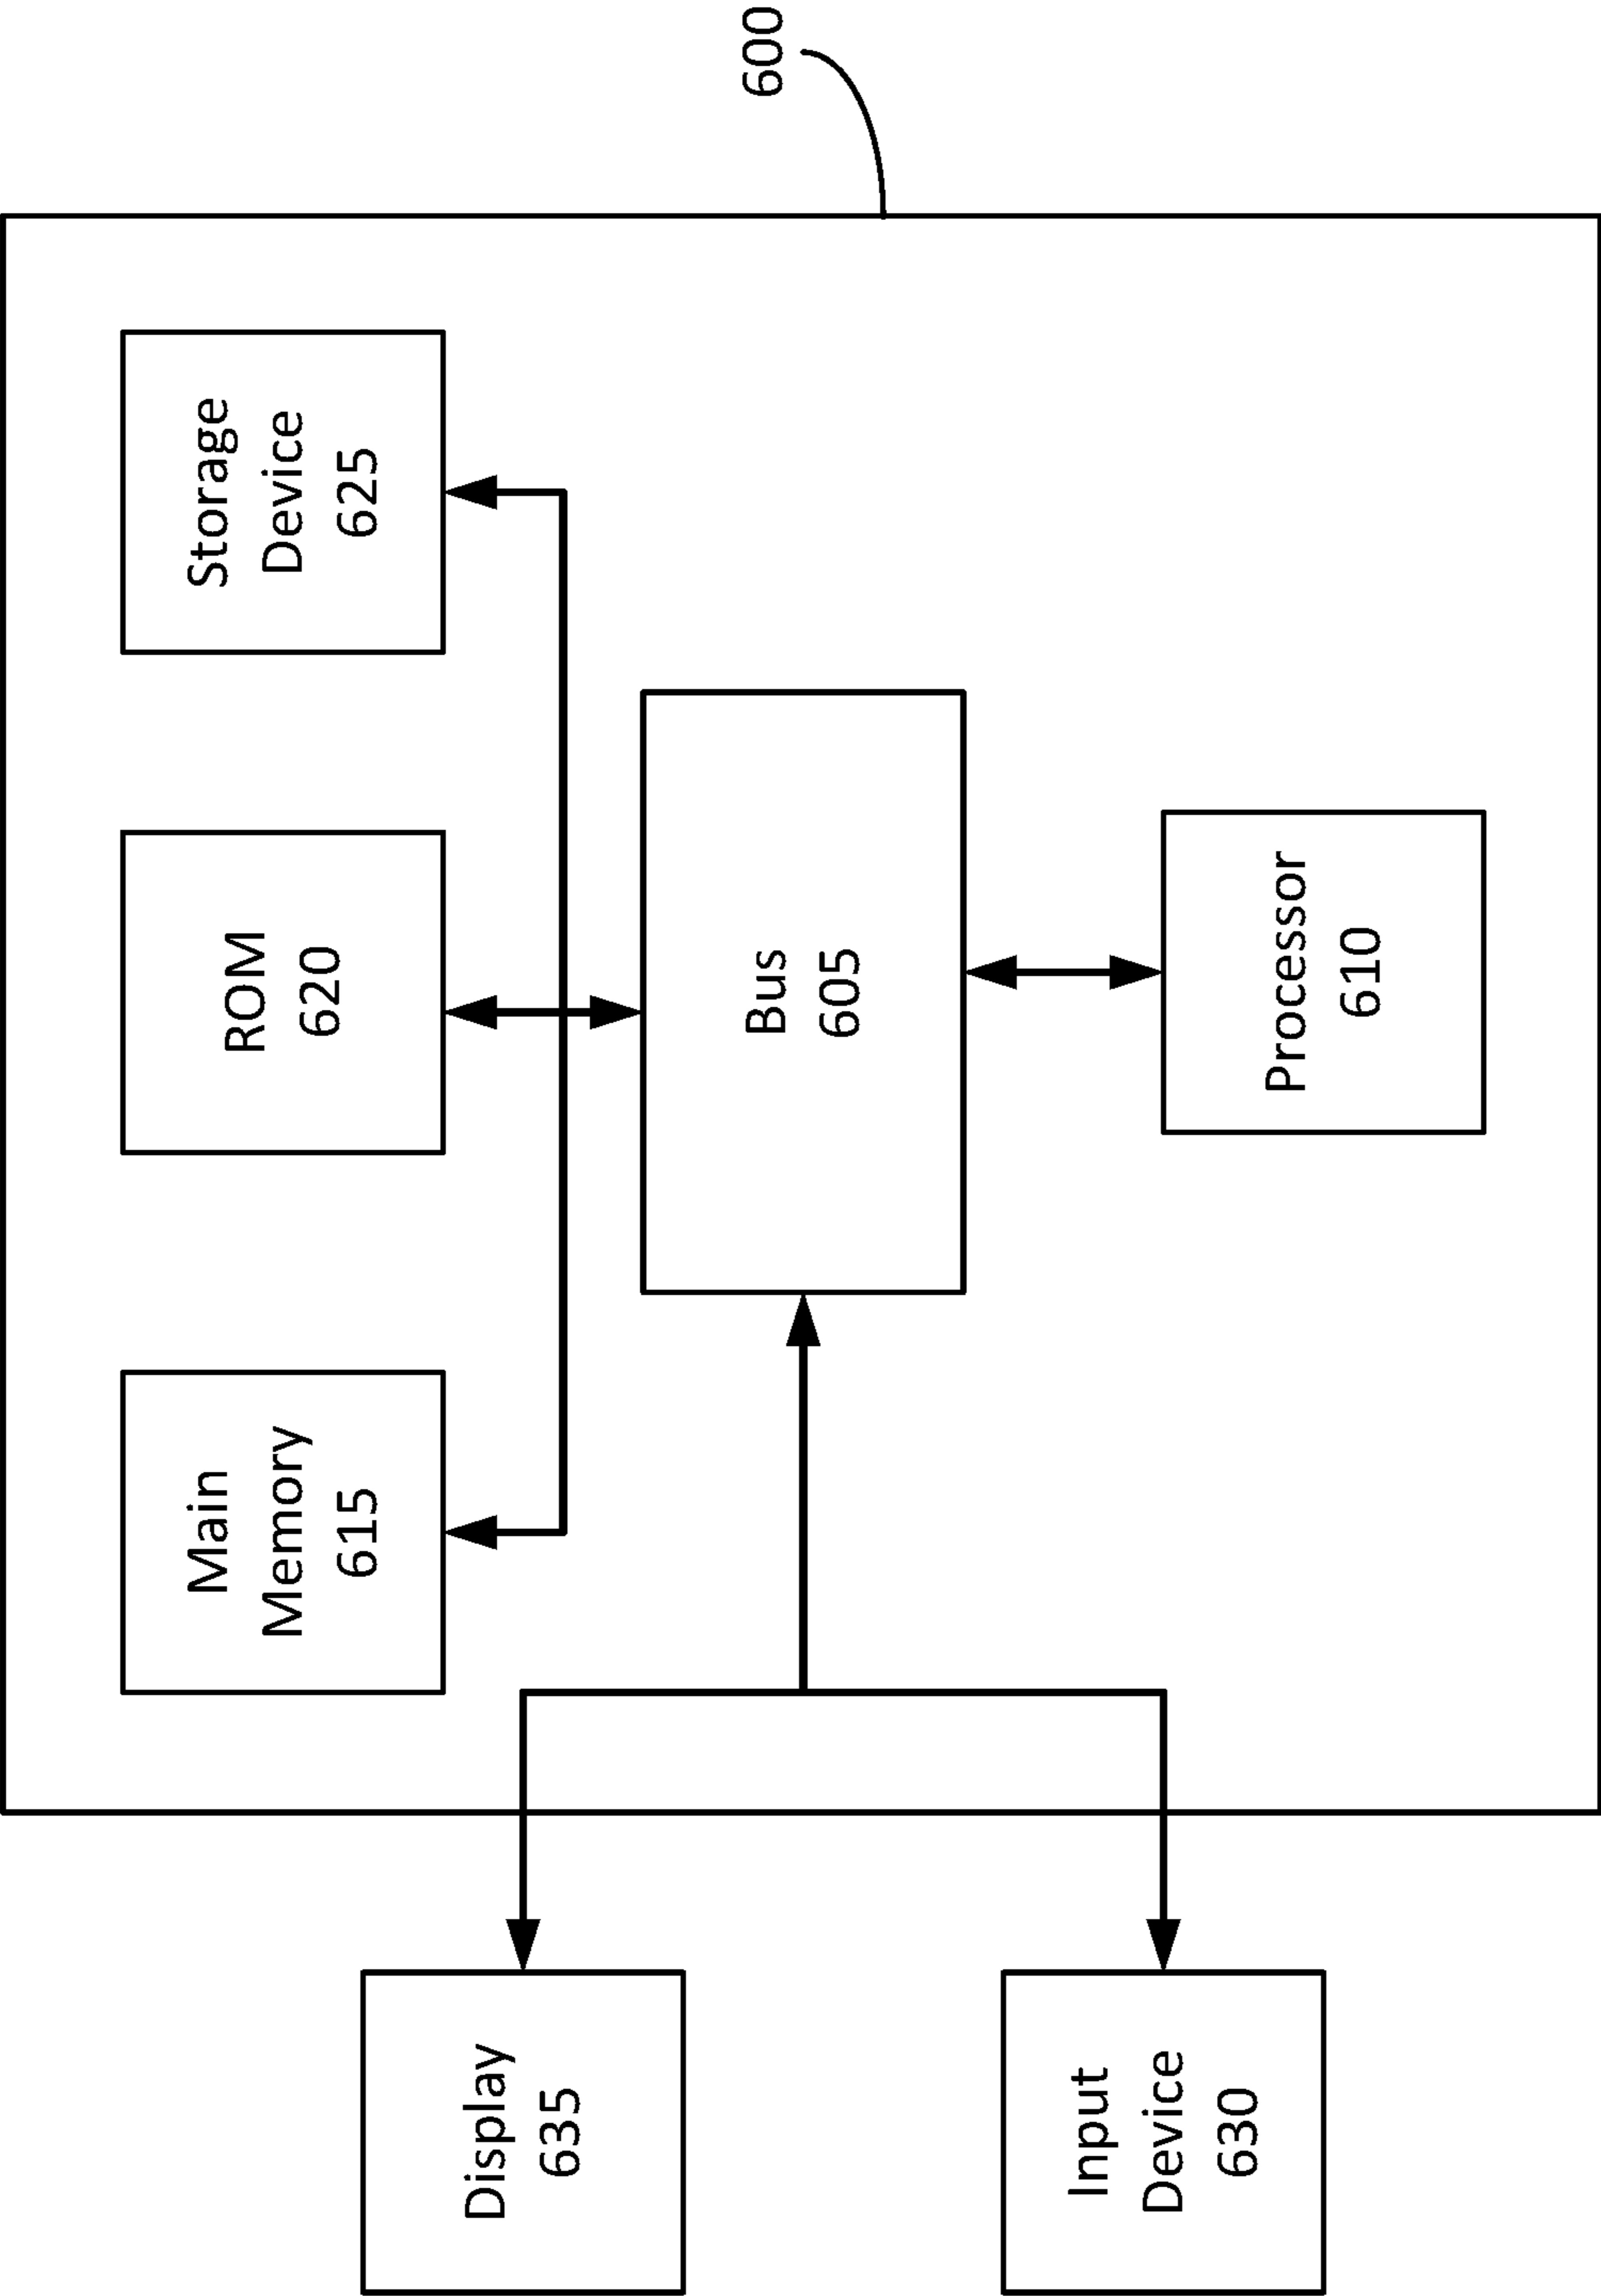 600
Main
Memory
615
ROM
620
Storage
Device
625
Display
635
Bus
605
Input
Device
630
Processor
610